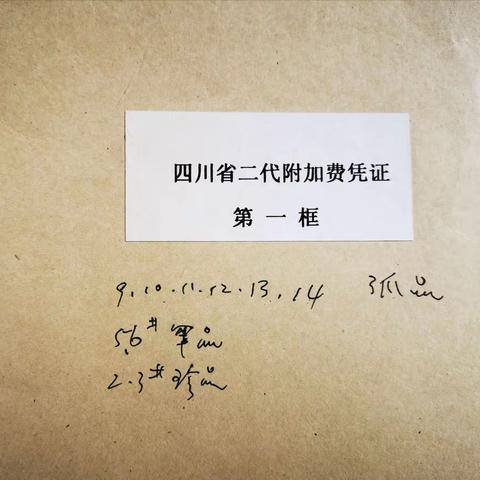 四川省二代附加费凭证
第一框
9.10.11.12.13.14 孤品
5.6# 罕品
2.3# 珍品